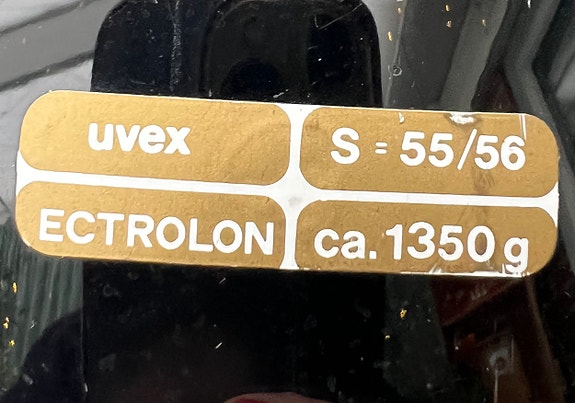 uvex
S = 55/56
ECTROLON
ca. 1350 g